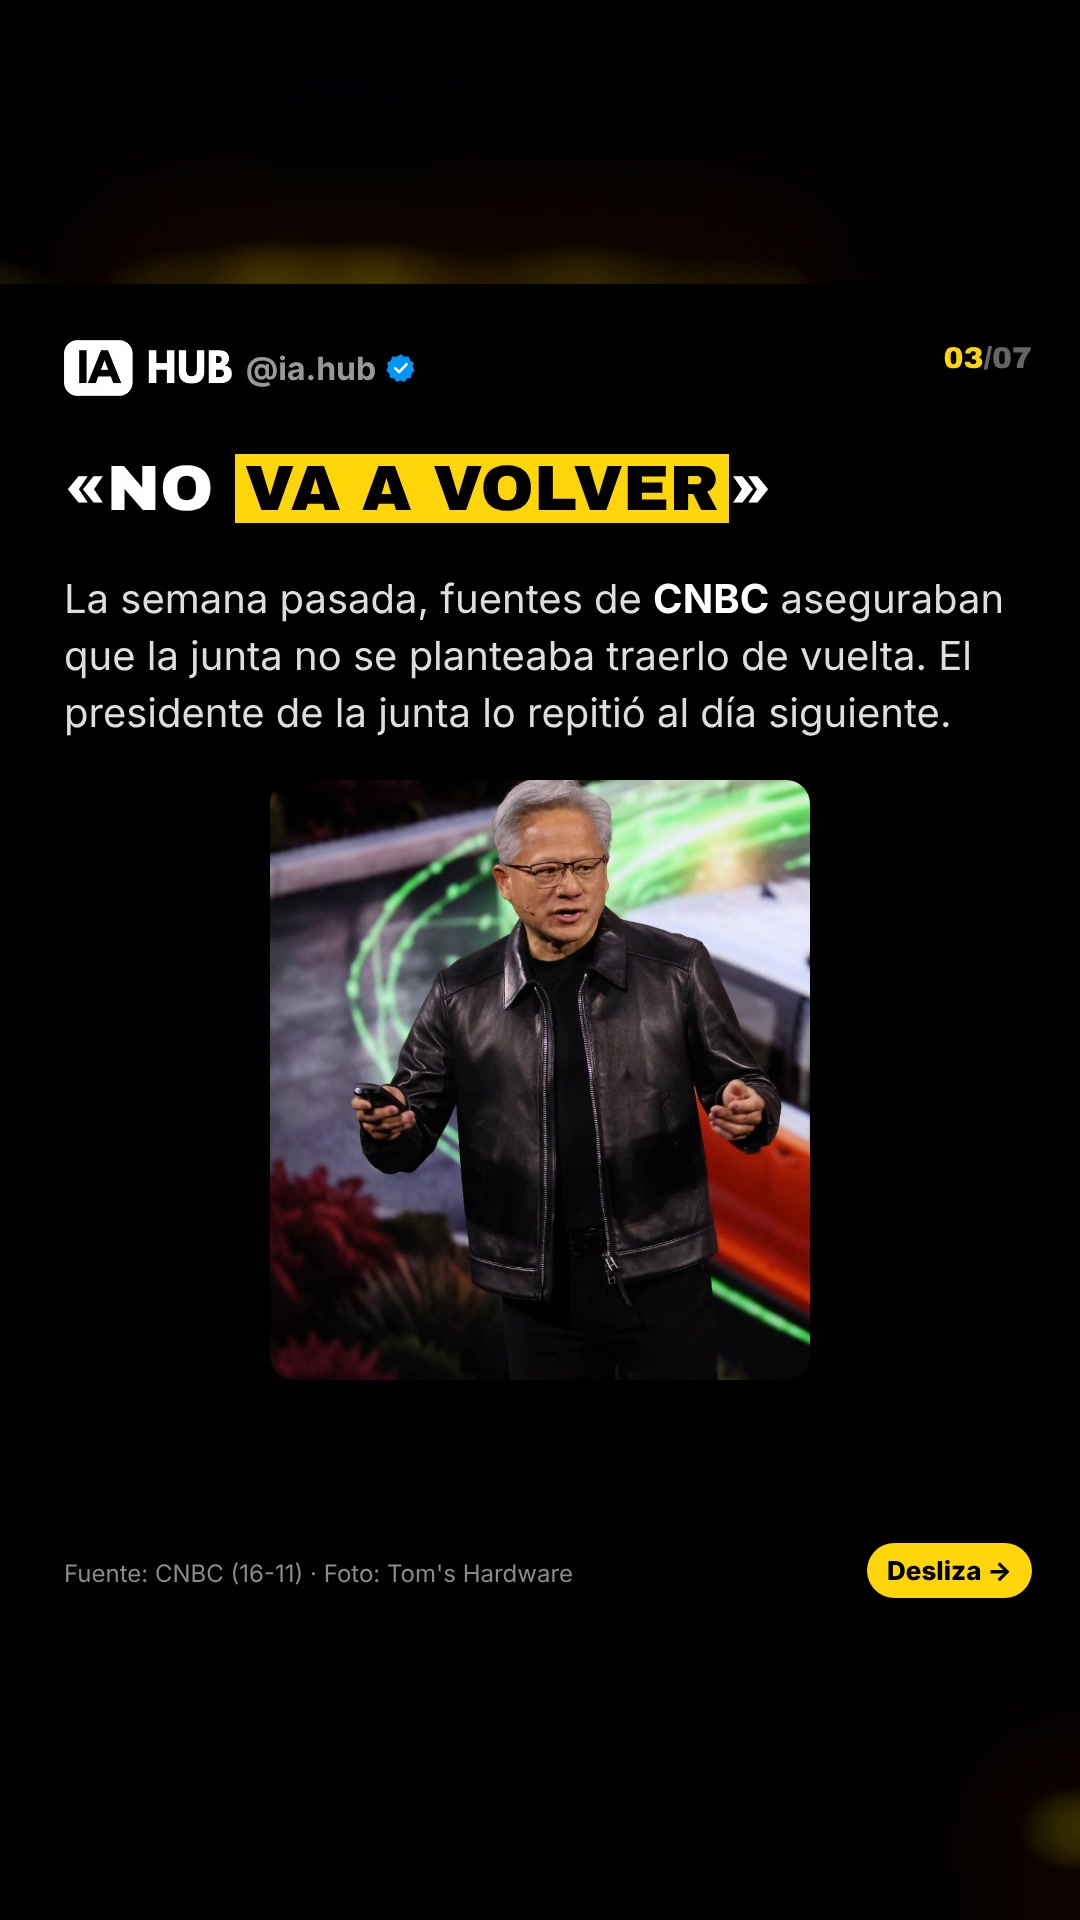 IA HUB @ia.hub
03/07
«NO VA A VOLVER»
La semana pasada, fuentes de CNBC aseguraban
que la junta no se planteaba traerlo de vuelta. El
presidente de la junta lo repitió al día siguiente.
Fuente: CNBC (16-11) · Foto: Tom's Hardware
Desliza →